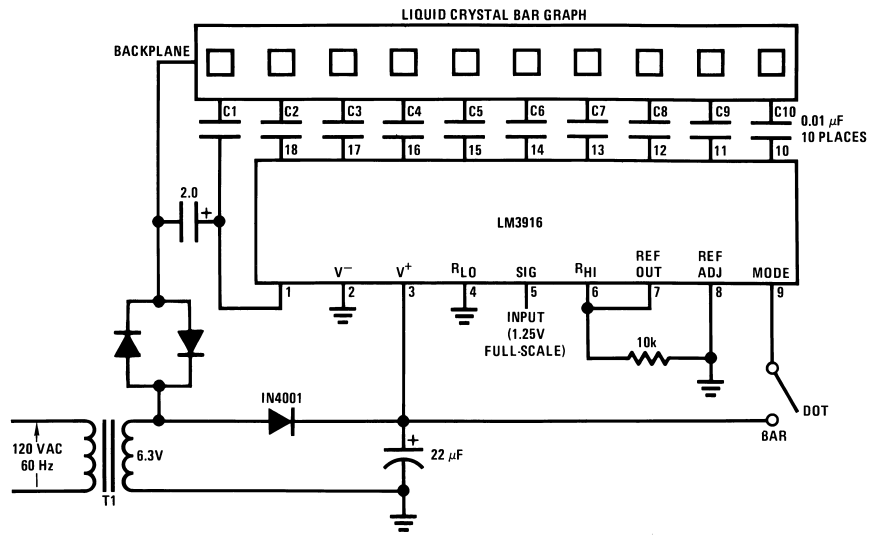 LIQUID CRYSTAL BAR GRAPH
BACKPLANE
C1 C2 C3 C4 C5 C6 C7 C8 C9 C10
0.01 μF
10 PLACES
18 17 16 15 14 13 12 11 10
2.0
+
LM3916
V− V+ RLO SIG RHI REF OUT REF ADJ MODE
1 2 3 4 5 6 7 8 9
INPUT
(1.25V
FULL-SCALE)
10k
IN4001
DOT
BAR
120 VAC
60 Hz
6.3V
+
22 μF
T1